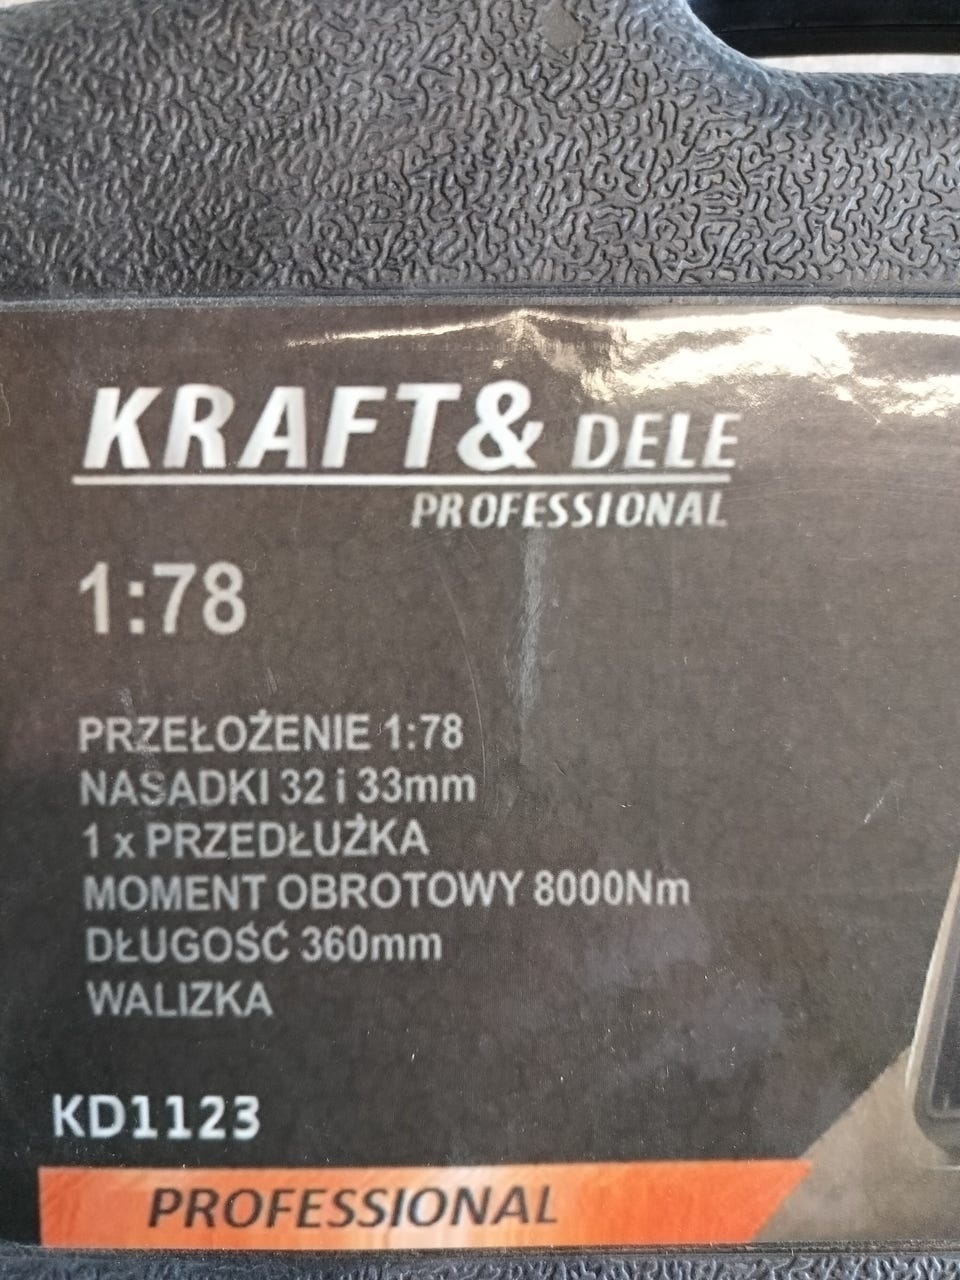 KRAFT& DELE
PROFESSIONAL
1:78
PRZEŁOŻENIE 1:78
NASADKI 32 i 33mm
1 x PRZEDŁUŻKA
MOMENT OBROTOWY 8000Nm
DŁUGOŚĆ 360mm
WALIZKA
KD1123
PROFESSIONAL